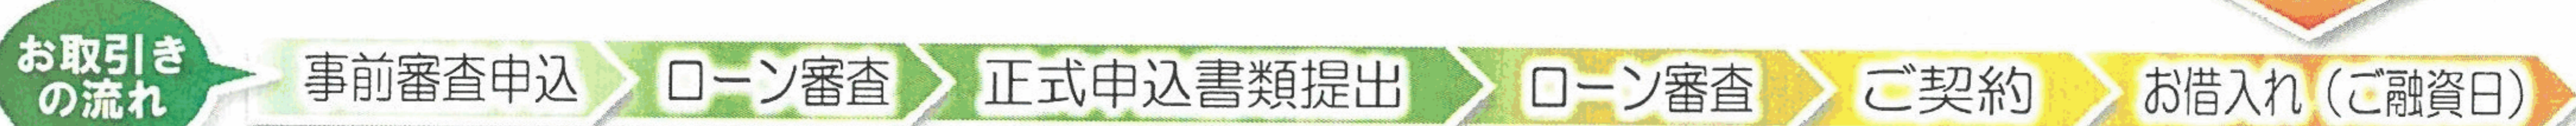 お取引き
の流れ
事前審査申込
ローン審査
正式申込書類提出
ローン審査
ご契約
お借入れ（ご融資日）